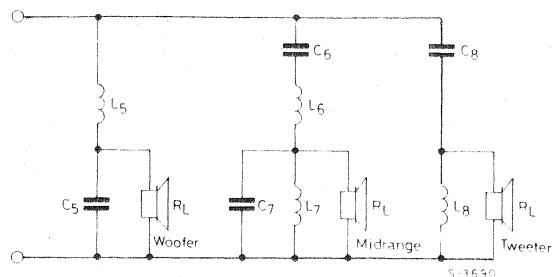 C6
C8
L5
L6
C5
RL
C7
L7
RL
L8
RL
Woofer
Midrange
Tweeter
S-3690